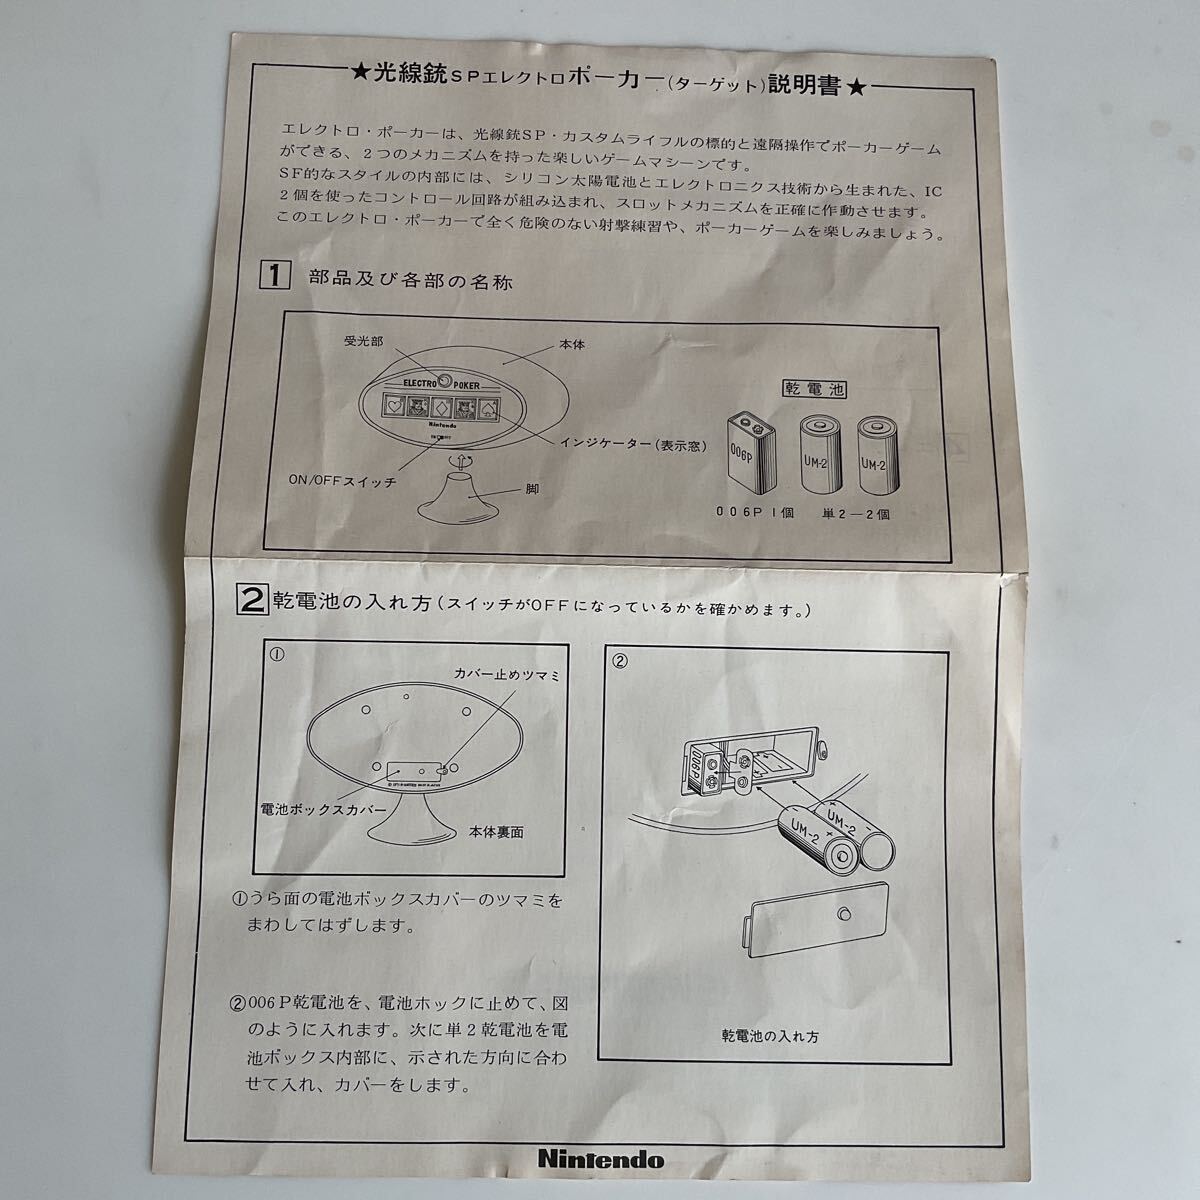 ★光線銃SPエレクトロポーカー(ターゲット)説明書★
エレクトロ・ポーカーは、光線銃SP・カスタムライフルの標的と遠隔操作でポーカーゲーム
ができる、2つのメカニズムを持った楽しいゲームマシーンです。
SF的なスタイルの内部には、シリコン太陽電池とエレクトロニクス技術から生まれた、IC
2個を使ったコントロール回路が組み込まれ、スロットメカニズムを正確に作動させます。
このエレクトロ・ポーカーで全く危険のない射撃練習や、ポーカーゲームを楽しみましょう。
1 部品及び各部の名称
受光部
本体
ELECTRO POKER
Nintendo
インジケーター(表示窓)
ON/OFFスイッチ
脚
乾電池
006P
UM-2
UM-2
006P 1個
単2―2個
2 乾電池の入れ方(スイッチがOFFになっているかを確かめます。)
①
カバー止めツマミ
電池ボックスカバー
本体裏面
②
006P
UM-2
UM-2
乾電池の入れ方
①うら面の電池ボックスカバーのツマミを
まわしてはずします。
②006P乾電池を、電池ホックに止めて、図
のように入れます。次に単2乾電池を電
池ボックス内部に、示された方向に合わ
せて入れ、カバーをします。
Nintendo